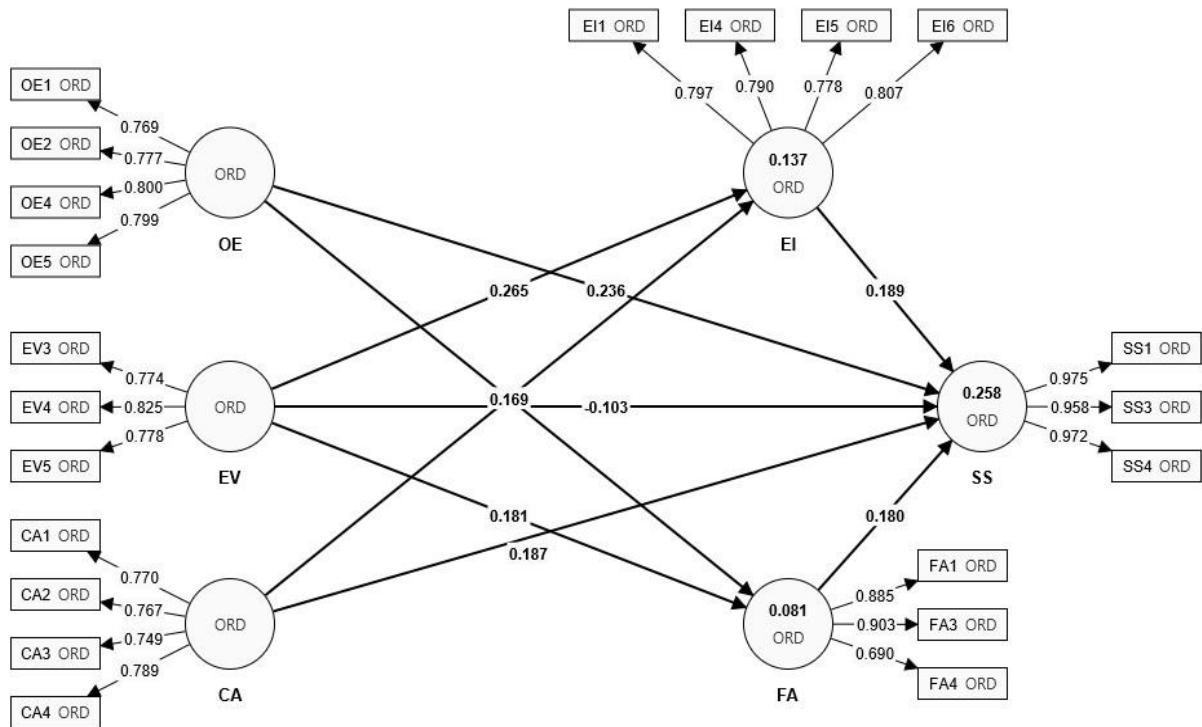 EI1 ORD
EI4 ORD
EI5 ORD
EI6 ORD
0.797
0.790
0.778
0.807
OE1 ORD
OE2 ORD
OE4 ORD
OE5 ORD
0.769
0.777
0.800
0.799
ORD
OE
0.137
ORD
EI
0.265
0.236
0.189
EV3 ORD
EV4 ORD
EV5 ORD
0.774
0.825
0.778
ORD
EV
0.169
-0.103
0.258
ORD
SS
0.975
0.958
0.972
SS1 ORD
SS3 ORD
SS4 ORD
0.181
0.187
0.180
CA1 ORD
CA2 ORD
CA3 ORD
CA4 ORD
0.770
0.767
0.749
0.789
ORD
CA
0.081
ORD
FA
0.885
0.903
0.690
FA1 ORD
FA3 ORD
FA4 ORD